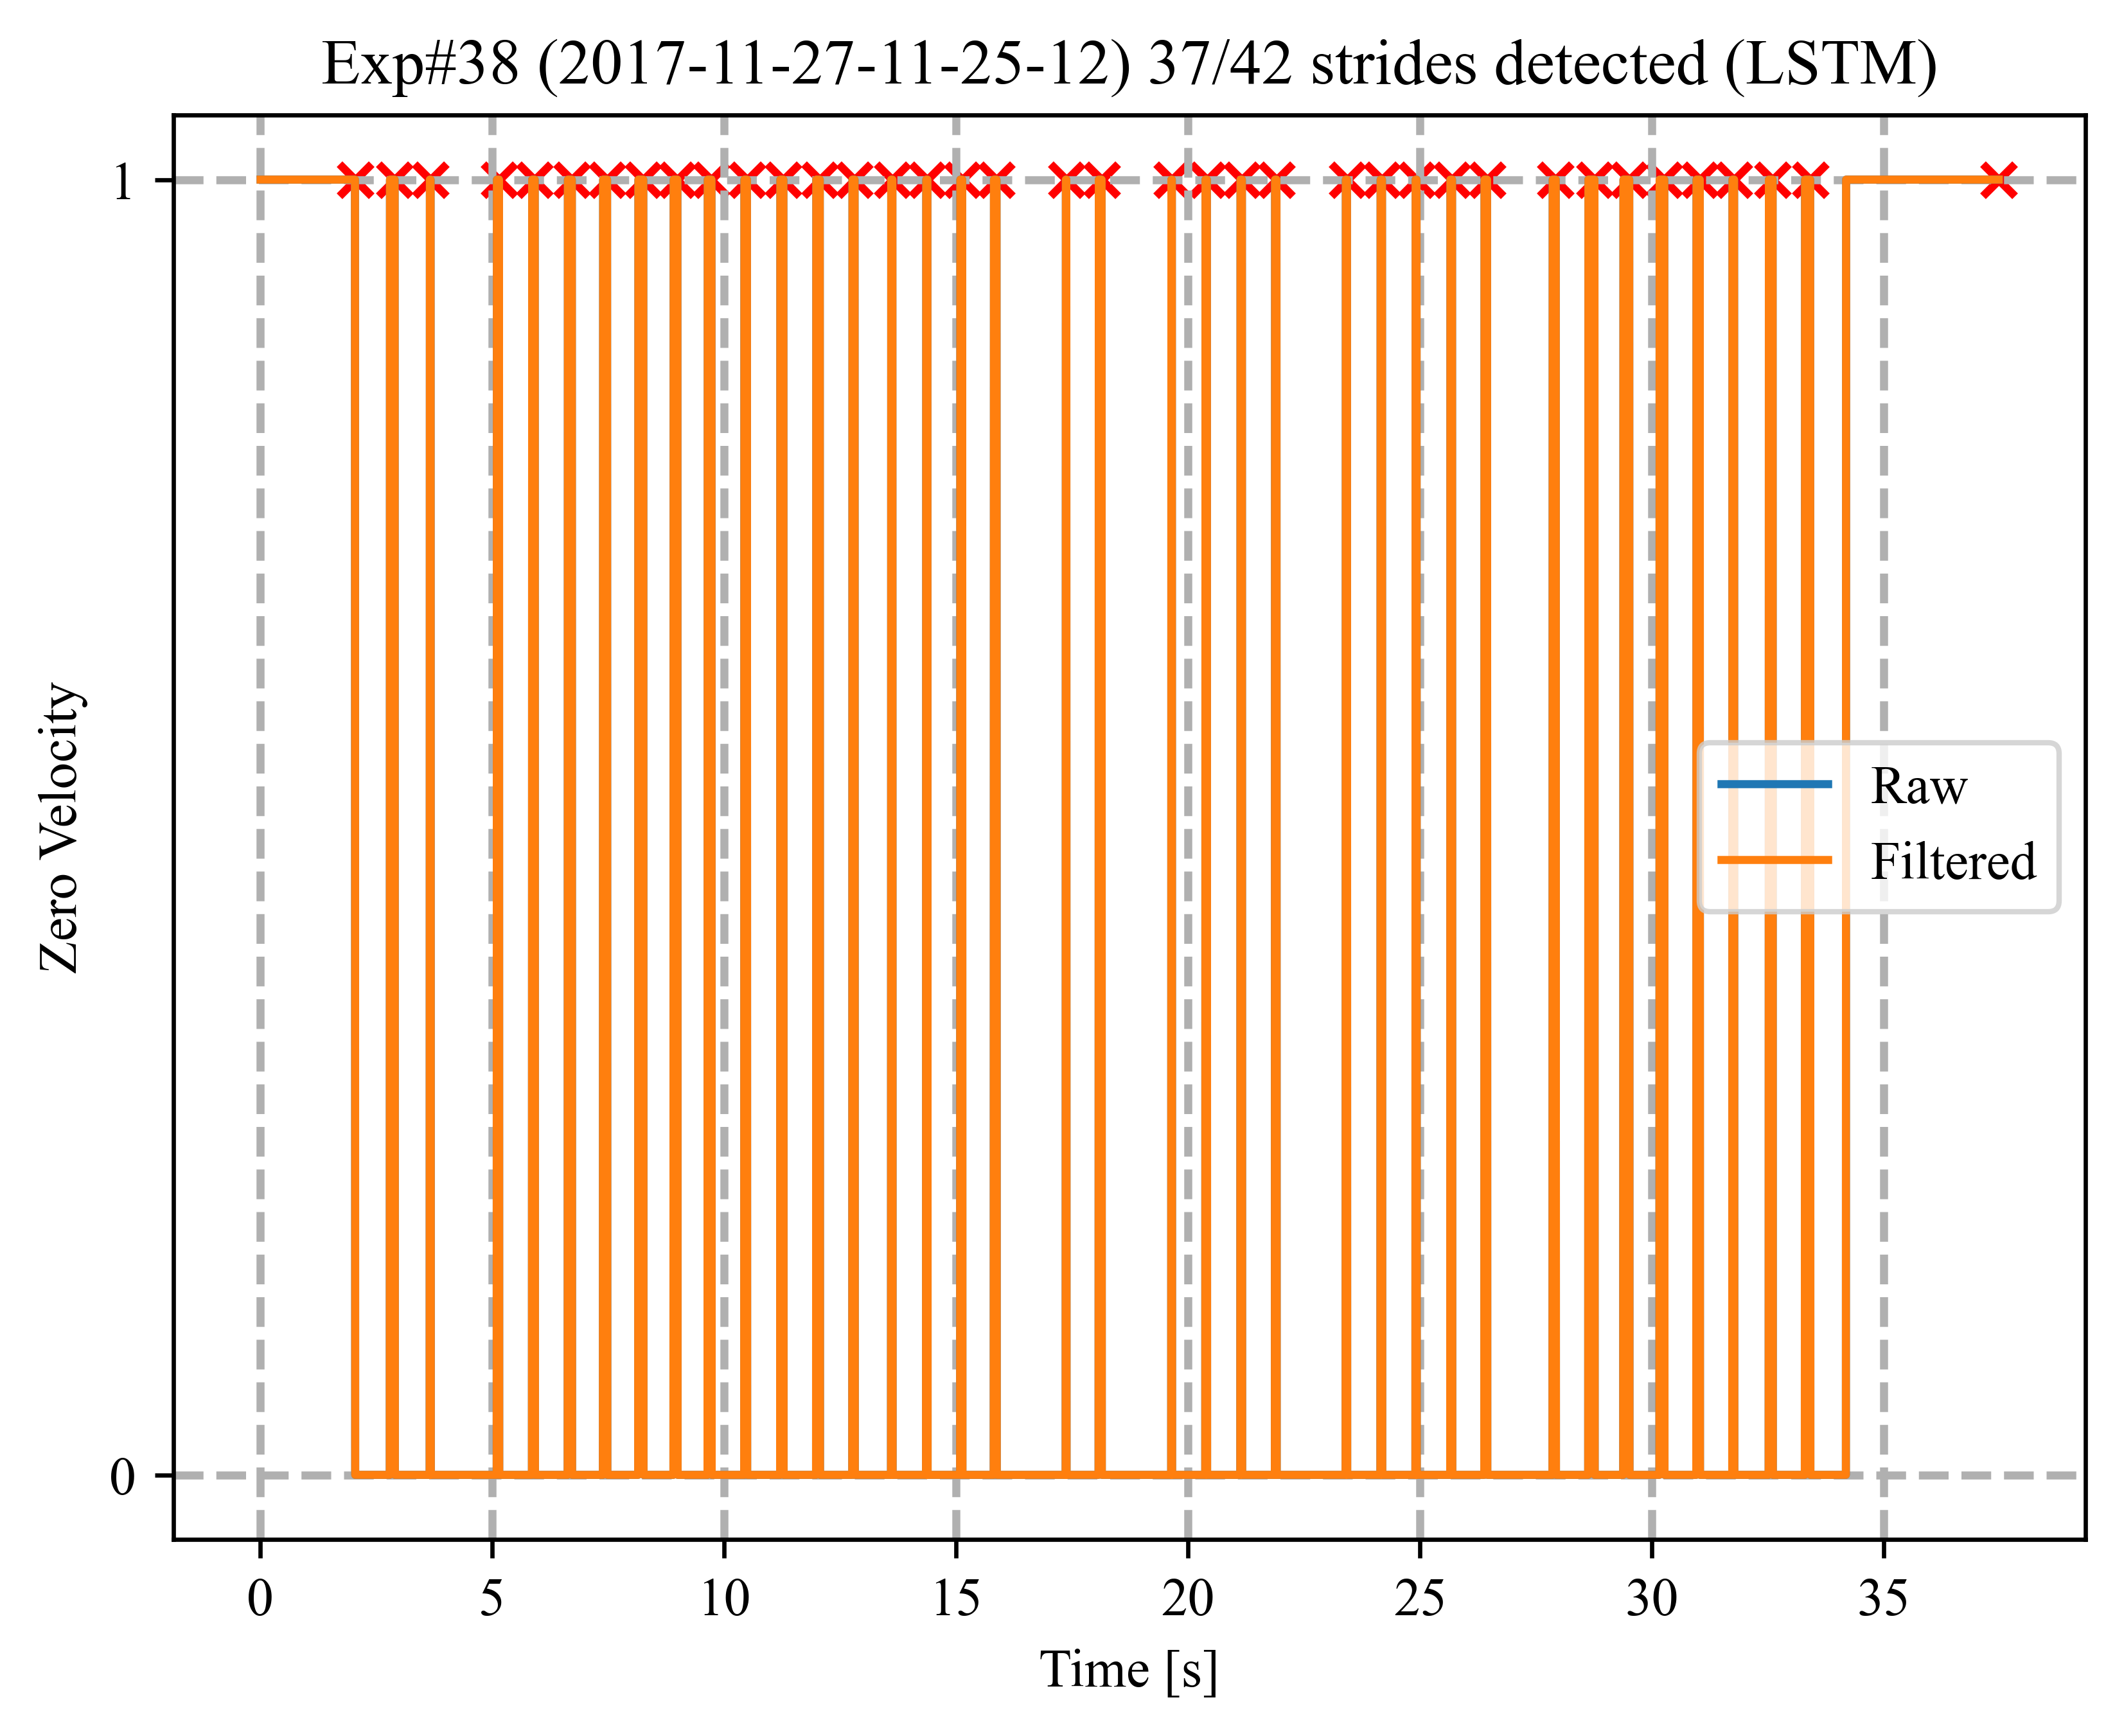 Exp#38 (2017-11-27-11-25-12) 37/42 strides detected (LSTM)
1
Zero Velocity
Raw
Filtered
0
0 5 10 15 20 25 30 35
Time [s]